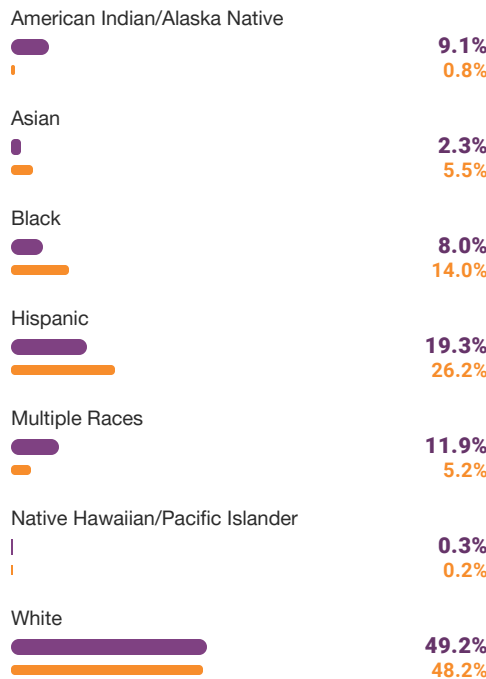 American Indian/Alaska Native
9.1%
0.8%
Asian
2.3%
5.5%
Black
8.0%
14.0%
Hispanic
19.3%
26.2%
Multiple Races
11.9%
5.2%
Native Hawaiian/Pacific Islander
0.3%
0.2%
White
49.2%
48.2%